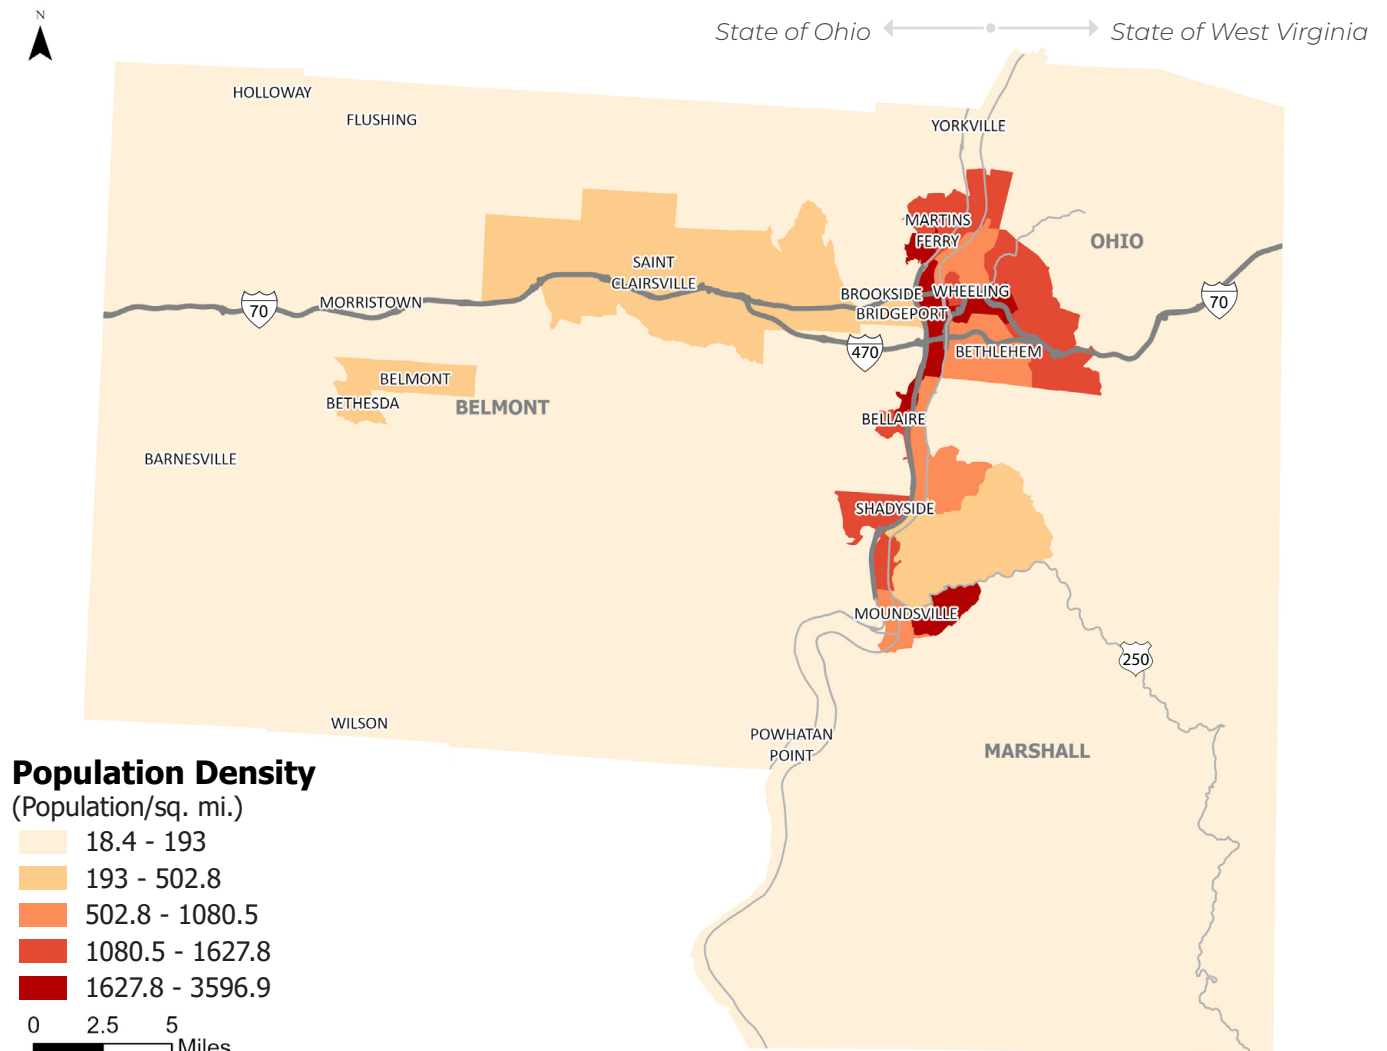 N
State of Ohio
State of West Virginia
HOLLOWAY
FLUSHING
YORKVILLE
MARTINS
FERRY
OHIO
SAINT
CLAIRSVILLE
BROOKSIDE
WHEELING
MORRISTOWN
70
70
BRIDGEPORT
470
BETHLEHEM
BELMONT
BETHESDA
BELMONT
BELLAIRE
BARNESVILLE
SHADYSIDE
MOUNDSVILLE
250
WILSON
POWHATAN
POINT
MARSHALL
Population Density
(Population/sq. mi.)
18.4 - 193
193 - 502.8
502.8 - 1080.5
1080.5 - 1627.8
1627.8 - 3596.9
0 2.5 5
Miles